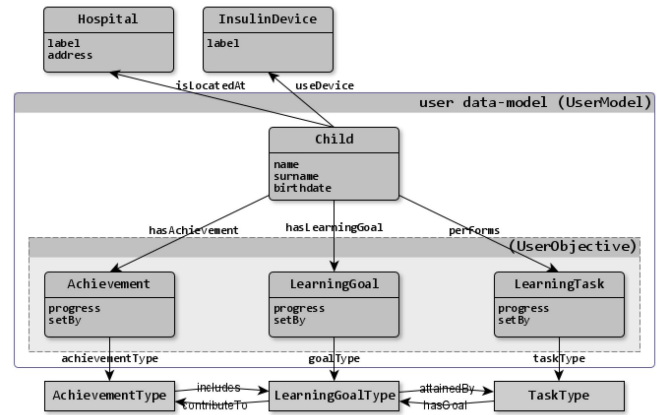 Hospital
label
address
InsulinDevice
label
isLocatedAt
useDevice
user data-model (UserModel)
Child
name
surname
birthdate
hasAchievement
hasLearningGoal
performs
(UserObjective)
Achievement
progress
setBy
LearningGoal
progress
setBy
LearningTask
progress
setBy
achievementType
goalType
taskType
AchievementType
includes
contributeTo
LearningGoalType
attainedBy
hasGoal
TaskType